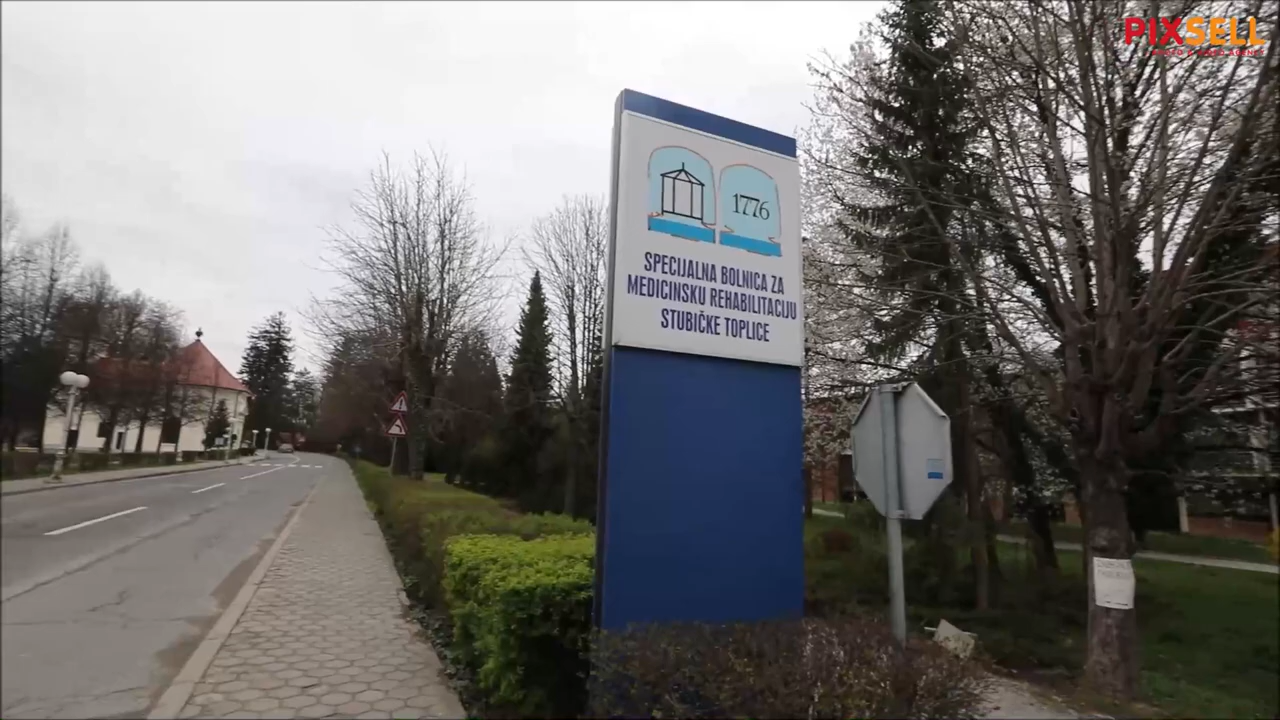 PIXSELL
1776
SPECIJALNA BOLNICA ZA
MEDICINSKU REHABILITACIJU
STUBIČKE TOPLICE